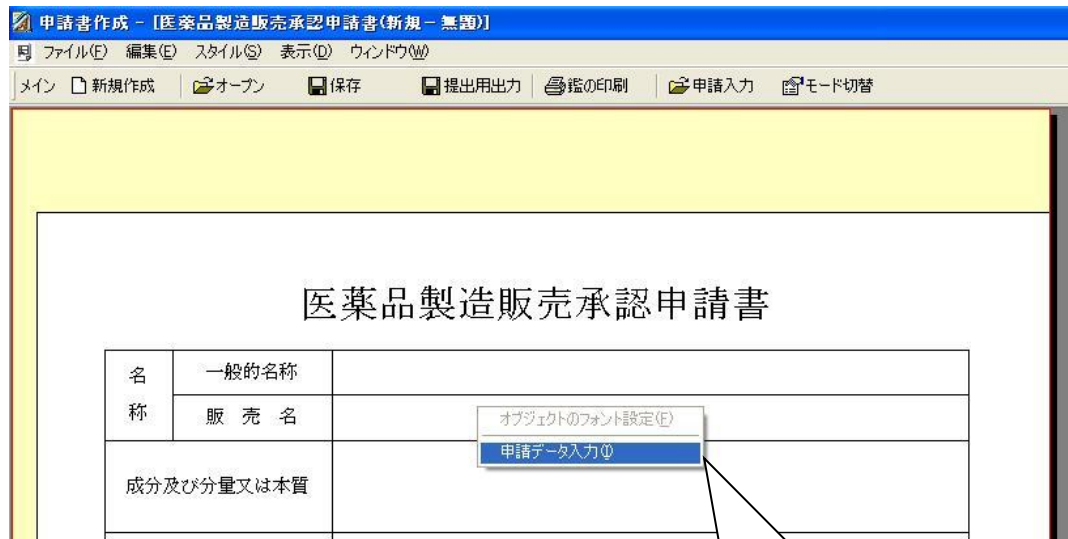 申請書作成 - [医薬品製造販売承認申請書(新規 - 無題)]
ファイル(F) 編集(E) スタイル(S) 表示(D) ウィンドウ(W)
メイン 新規作成 オープン 保存 提出用出力 鑑の印刷 申請入力 モード切替
医薬品製造販売承認申請書
名称 一般的名称
販売名
オブジェクトのフォント設定(F)
申請データ入力(I)
成分及び分量又は本質